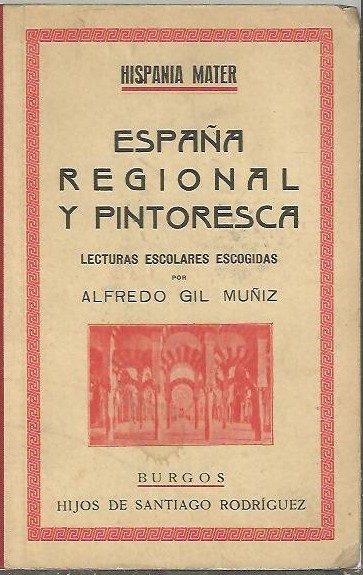 HISPANIA MATER
ESPAÑA
REGIONAL
Y PINTORESCA
LECTURAS ESCOLARES ESCOGIDAS
POR
ALFREDO GIL MUÑIZ
BURGOS
HIJOS DE SANTIAGO RODRÍGUEZ